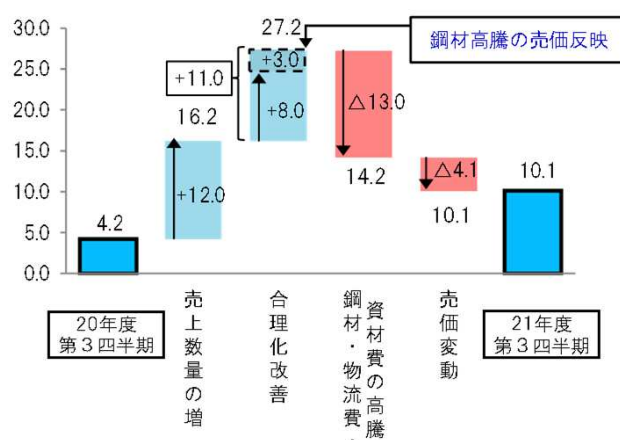 27.2
鋼材高騰の売価反映
30.0
25.0
20.0
15.0
10.0
5.0
0.0
+3.0
+11.0
+8.0
16.2
+12.0
4.2
△13.0
14.2
△4.1
10.1
10.1
20年度
第３四半期
売上数量の増
合理化改善
鋼材・物流費・
資材費の高騰
売価変動
21年度
第３四半期